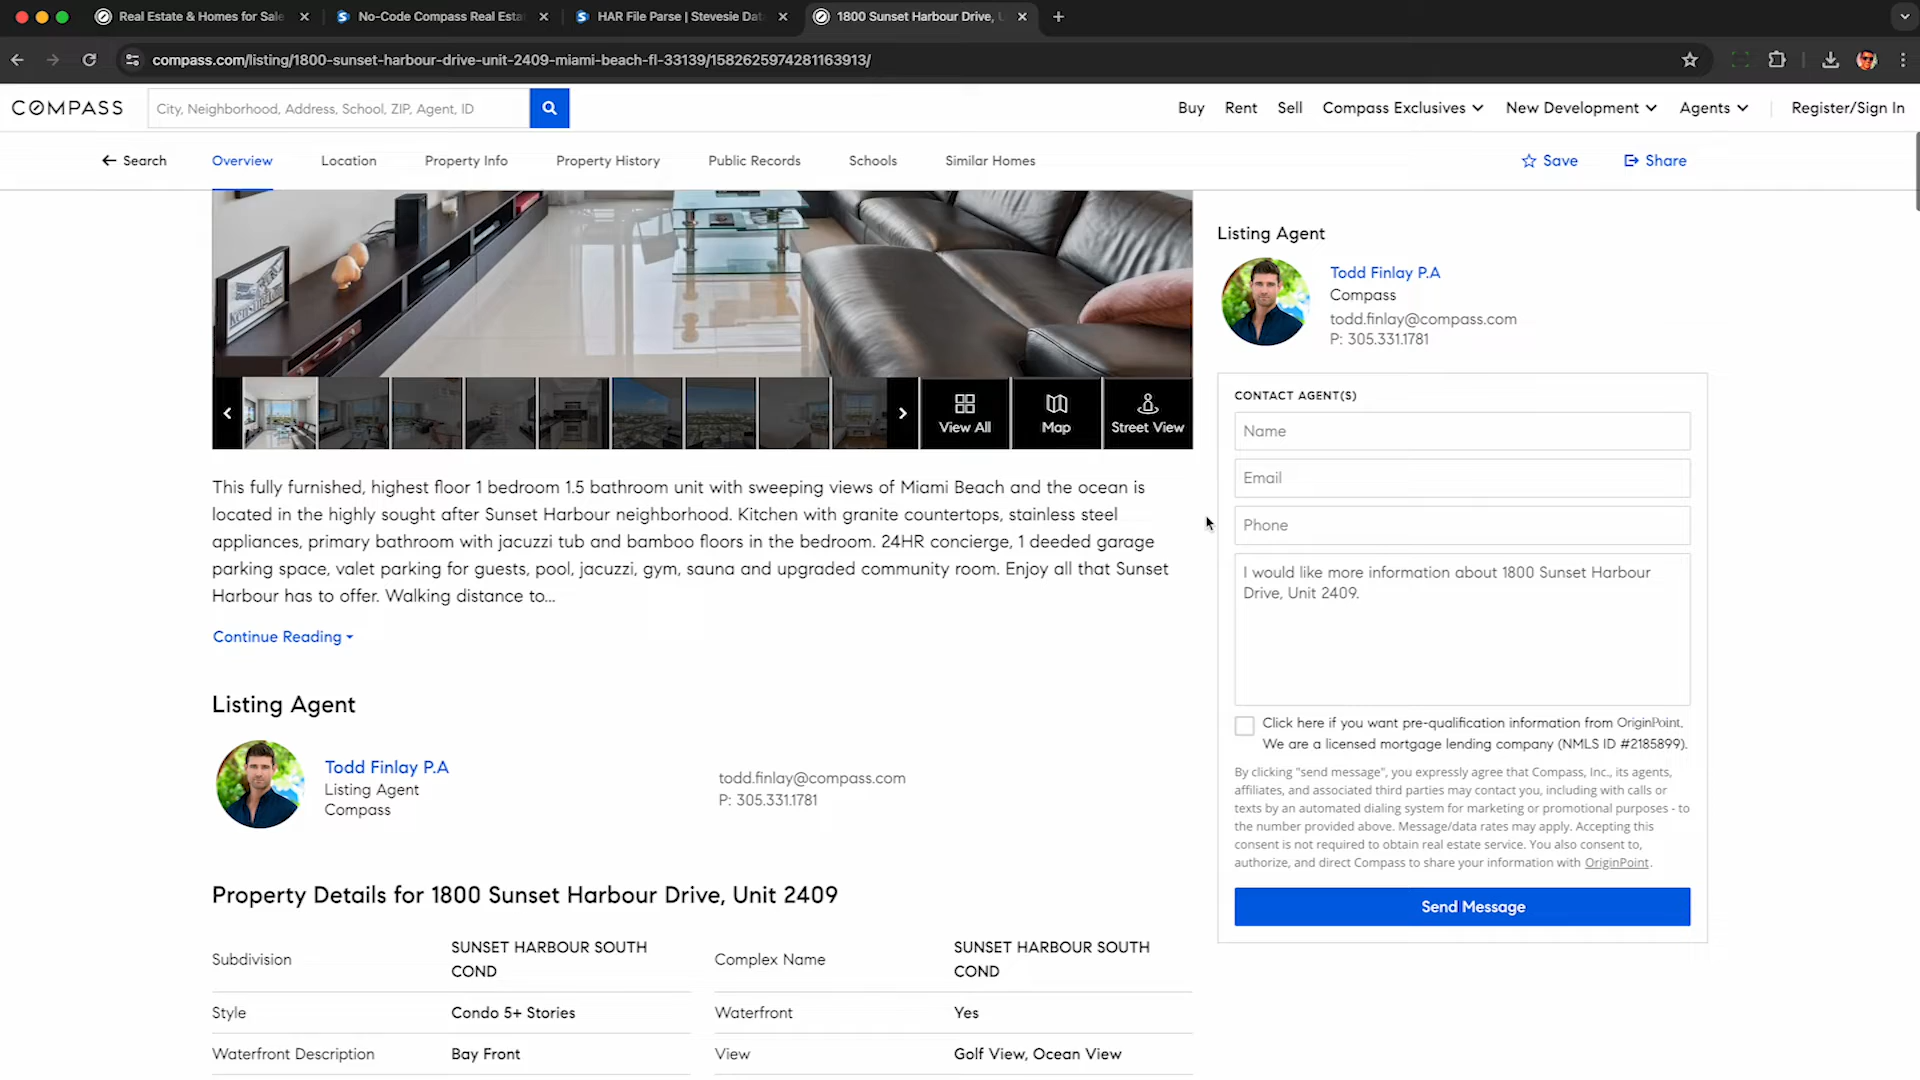 Real Estate & Homes for Sale
No-Code Compass Real Esta
HAR File Parse | Stevesie Dat
1800 Sunset Harbour Drive, U
compass.com/listing/1800-sunset-harbour-drive-unit-2409-miami-beach-fl-33139/1582625974281163913/
COMPASS
City, Neighborhood, Address, School, ZIP, Agent, ID
Buy
Rent
Sell
Compass Exclusives
New Development
Agents
Register/Sign In
Search
Overview
Location
Property Info
Property History
Public Records
Schools
Similar Homes
Save
Share
View All
Map
Street View
This fully furnished, highest floor 1 bedroom 1.5 bathroom unit with sweeping views of Miami Beach and the ocean is
located in the highly sought after Sunset Harbour neighborhood. Kitchen with granite countertops, stainless steel
appliances, primary bathroom with jacuzzi tub and bamboo floors in the bedroom. 24HR concierge, 1 deeded garage
parking space, valet parking for guests, pool, jacuzzi, gym, sauna and upgraded community room. Enjoy all that Sunset
Harbour has to offer. Walking distance to...
Continue Reading
Listing Agent
Todd Finlay P.A
Listing Agent
Compass
todd.finlay@compass.com
P: 305.331.1781
Property Details for 1800 Sunset Harbour Drive, Unit 2409
Subdivision
SUNSET HARBOUR SOUTH
COND
Complex Name
SUNSET HARBOUR SOUTH
COND
Style
Condo 5+ Stories
Waterfront
Yes
Waterfront Description
Bay Front
View
Golf View, Ocean View
Listing Agent
Todd Finlay P.A
Compass
todd.finlay@compass.com
P: 305.331.1781
CONTACT AGENT(S)
Name
Email
Phone
I would like more information about 1800 Sunset Harbour
Drive, Unit 2409.
Click here if you want pre-qualification information from OriginPoint.
We are a licensed mortgage lending company (NMLS ID #2185899).
By clicking "send message", you expressly agree that Compass, Inc., its agents,
affiliates, and associated third parties may contact you, including with calls or
texts by an automated dialing system for marketing or promotional purposes - to
the number provided above. Message/data rates may apply. Accepting this
consent is not required to obtain real estate service. You also consent to,
authorize, and direct Compass to share your information with OriginPoint.
Send Message